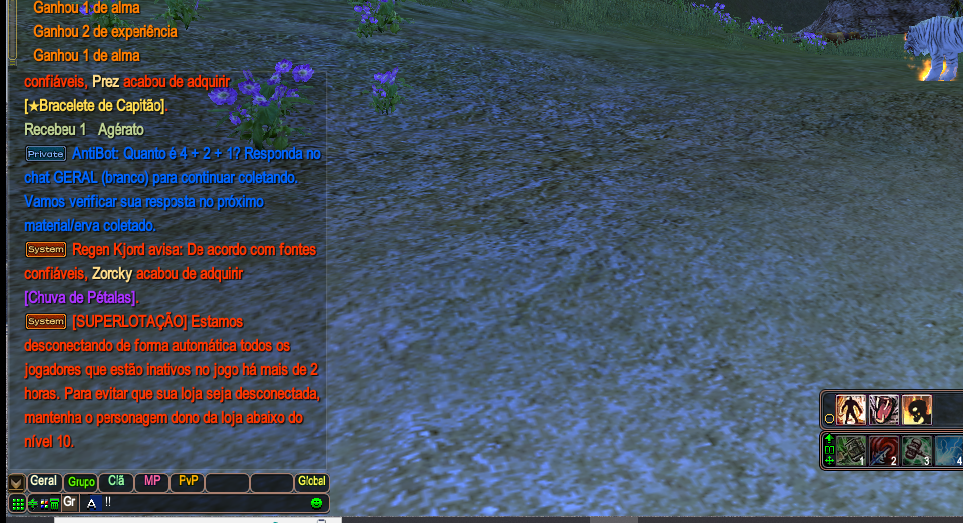 Ganhou 1 de alma
Ganhou 2 de experiência
Ganhou 1 de alma
confiáveis, Prez acabou de adquirir
[★Bracelete de Capitão].
Recebeu 1 Agérato
Private AntiBot: Quanto é 4 + 2 + 1? Responda no
chat GERAL (branco) para continuar coletando.
Vamos verificar sua resposta no próximo
material/erva coletado.
System Regen Kjord avisa: De acordo com fontes
confiáveis, Zorcky acabou de adquirir
[Chuva de Pétalas].
System [SUPERLOTAÇÃO] Estamos
desconectando de forma automática todos os
jogadores que estão inativos no jogo há mais de 2
horas. Para evitar que sua loja seja desconectada,
mantenha o personagem dono da loja abaixo do
nível 10.
1 2 3 4
Geral Grupo Clã MP PvP Global
Gr A !!